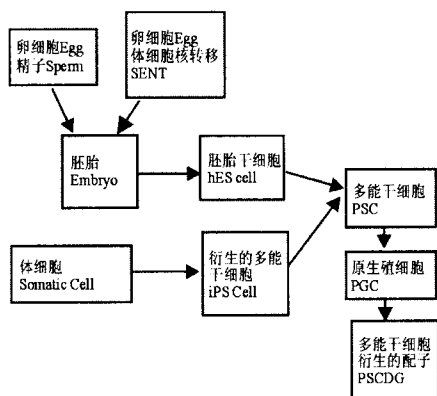 卵细胞Egg
精子Sperm
卵细胞Egg
体细胞核转移
SENT
胚胎
Embryo
胚胎干细胞
hES cell
多能干细胞
PSC
体细胞
Somatic Cell
衍生的多能
干细胞
iPS Cell
原生殖细胞
PGC
多能干细胞
衍生的配子
PSCDG